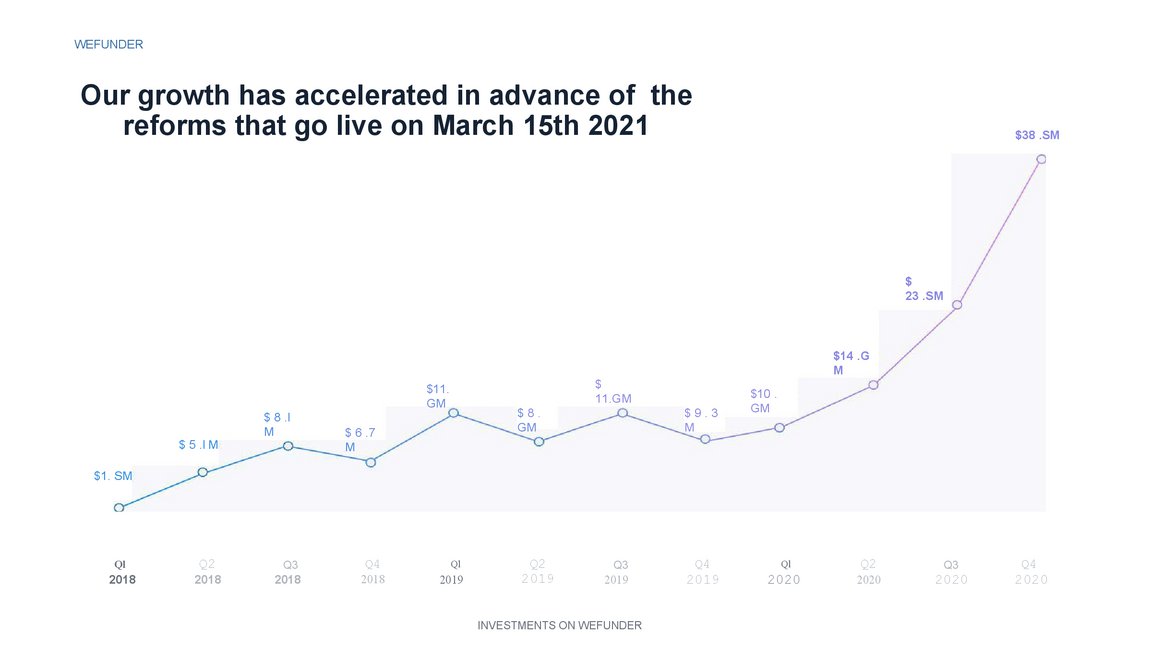 WEFUNDER
Our growth has accelerated in advance of the
reforms that go live on March 15th 2021
$38 .SM
$
23 .SM
$14 .G
M
$11.
GM
$
11.GM
$10 .
GM
$ 8 .I
M
$ 8 .
GM
$ 9 . 3
M
$ 6 .7
M
$ 5 .I M
$1. SM
Q1 Q2 Q3 Q4 Q1 Q2 Q3 Q4 Q1 Q2 Q3 Q4
2018 2018 2018 2018 2019 2019 2019 2019 2020 2020 2020 2020
INVESTMENTS ON WEFUNDER